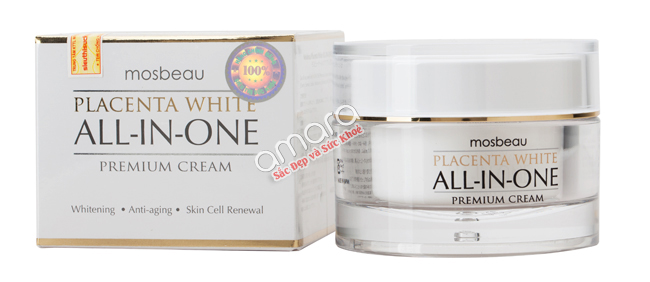 mosbeau
PLACENTA WHITE
ALL-IN-ONE
PREMIUM CREAM
Whitening • Anti-aging • Skin Cell Renewal
100%
amara
Sắc Đẹp và Sức Khỏe
mosbeau
PLACENTA WHITE
ALL-IN-ONE
PREMIUM CREAM